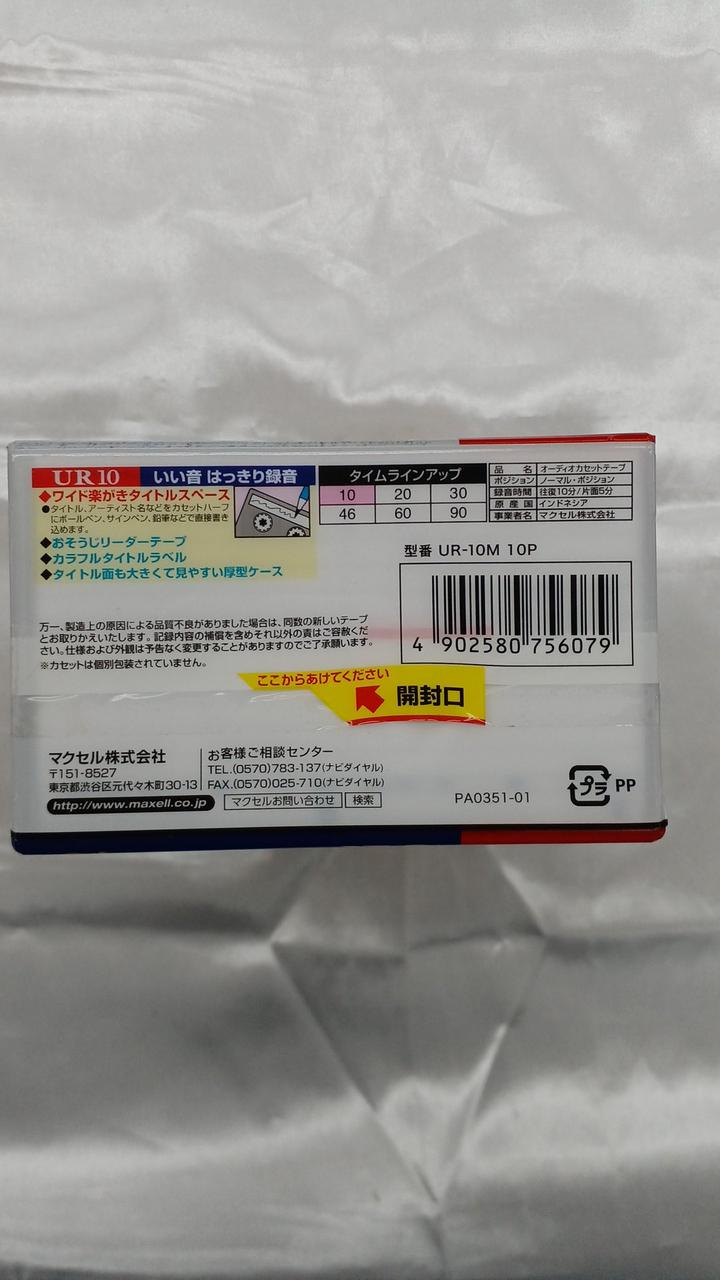 UR10 いい音 はっきり録音
◆ワイド楽がきタイトルスペース
●タイトル、アーティスト名などをカセットハーフ
にボールペン、サインペン、鉛筆などで直接書き
込めます。
◆おそうじリーダーテープ
◆カラフルタイトルラベル
◆タイトル面も大きくて見やすい厚型ケース
タイムラインアップ
10 20 30
46 60 90
品名 オーディオカセットテープ
ポジション ノーマル・ポジション
録音時間 往復10分/片面5分
原産国 インドネシア
事業者名 マクセル株式会社
型番 UR-10M 10P
4 902580 756079
万一、製造上の原因による品質不良がありました場合は、同数の新しいテープ
とお取りかえいたします。記録内容の補償を含めそれ以外の責はご容赦くだ
さい。仕様および外観は予告なく変更することがありますのでご了承願います。
※カセットは個別包装されていません。
ここからあけてください
開封口
マクセル株式会社
〒151-8527
東京都渋谷区元代々木町30-13
http://www.maxell.co.jp
お客様ご相談センター
TEL.(0570)783-137(ナビダイヤル)
FAX.(0570)025-710(ナビダイヤル)
マクセルお問い合わせ 検索
PA0351-01
プラ PP